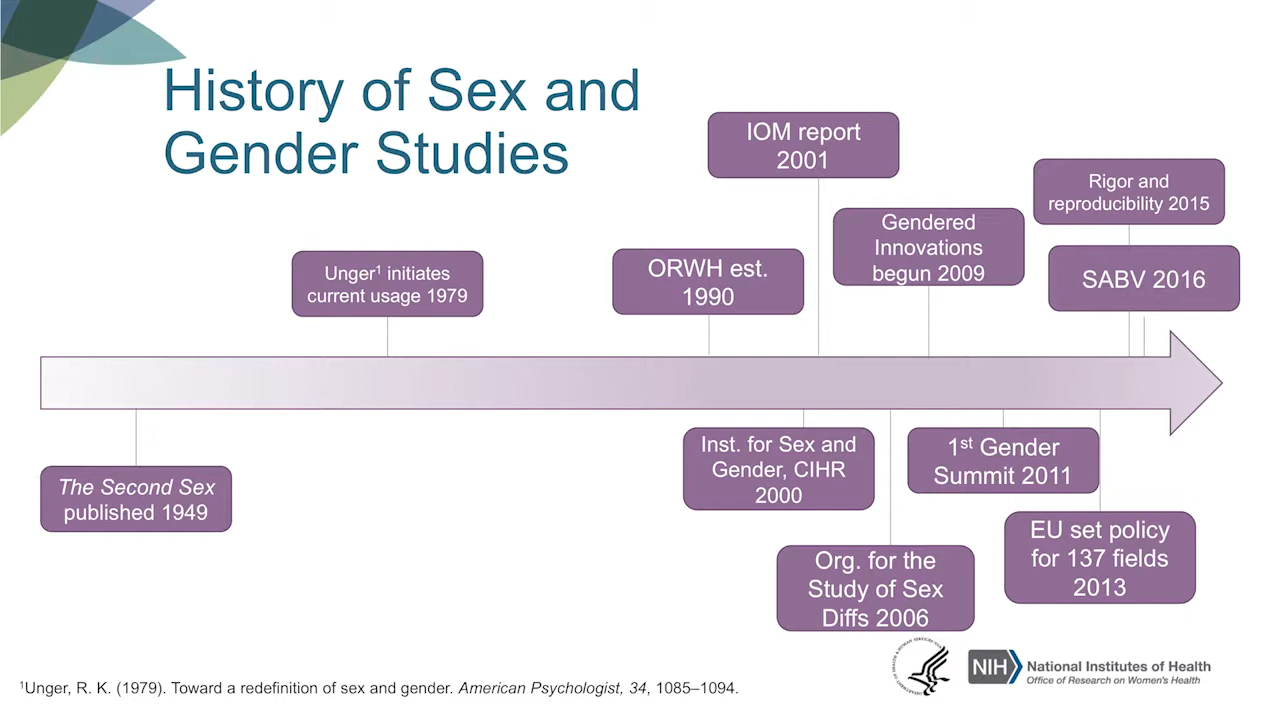 History of Sex and
Gender Studies
IOM report
2001
Rigor and
reproducibility 2015
Gendered
Innovations
begun 2009
Unger¹ initiates
current usage 1979
ORWH est.
1990
SABV 2016
The Second Sex
published 1949
Inst. for Sex and
Gender, CIHR
2000
1st Gender
Summit 2011
EU set policy
for 137 fields
2013
Org. for the
Study of Sex
Diffs 2006
NIH
National Institutes of Health
Office of Research on Women's Health
¹Unger, R. K. (1979). Toward a redefinition of sex and gender. American Psychologist, 34, 1085–1094.